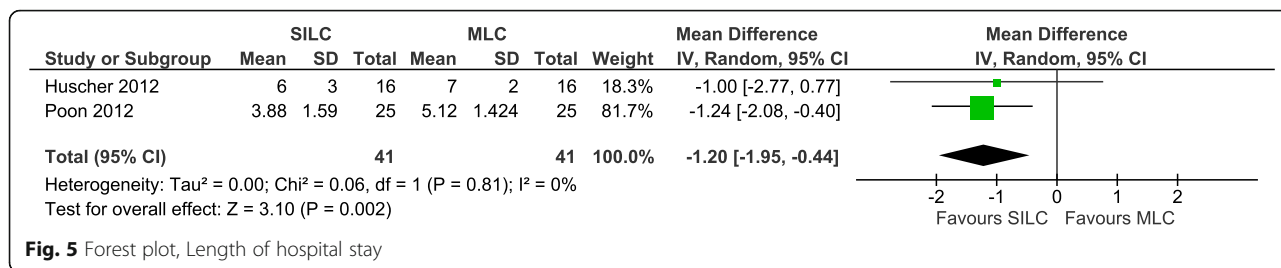 SILC MLC Mean Difference Mean Difference
Study or Subgroup Mean SD Total Mean SD Total Weight IV, Random, 95% CI IV, Random, 95% CI
Huscher 2012 6 3 16 7 2 16 18.3% -1.00 [-2.77, 0.77]
Poon 2012 3.88 1.59 25 5.12 1.424 25 81.7% -1.24 [-2.08, -0.40]
Total (95% CI) 41 41 100.0% -1.20 [-1.95, -0.44]
Heterogeneity: Tau² = 0.00; Chi² = 0.06, df = 1 (P = 0.81); I² = 0%
Test for overall effect: Z = 3.10 (P = 0.002)
-2 -1 0 1 2
Favours SILC Favours MLC
Fig. 5 Forest plot, Length of hospital stay